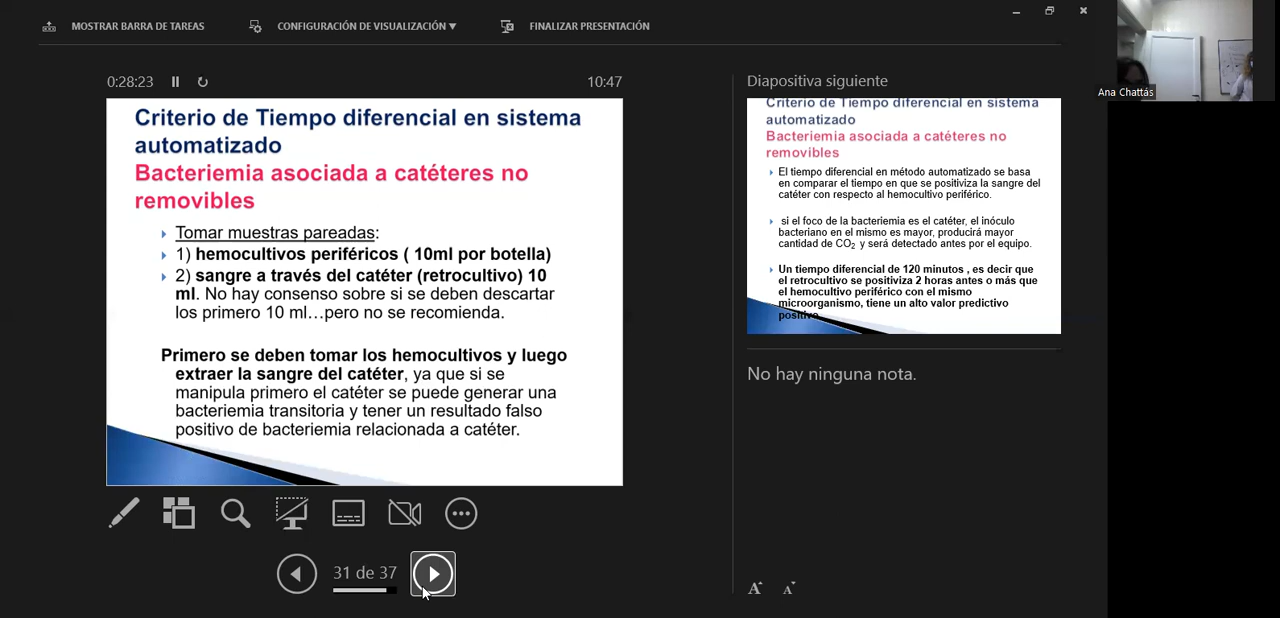 MOSTRAR BARRA DE TAREAS
CONFIGURACIÓN DE VISUALIZACIÓN ▼
FINALIZAR PRESENTACIÓN
0:28:23
10:47
Criterio de Tiempo diferencial en sistema
automatizado
Bacteriemia asociada a catéteres no
removibles
Tomar muestras pareadas:
1) hemocultivos periféricos ( 10ml por botella)
2) sangre a través del catéter (retrocultivo) 10
ml. No hay consenso sobre si se deben descartar
los primero 10 ml…pero no se recomienda.
Primero se deben tomar los hemocultivos y luego
extraer la sangre del catéter, ya que si se
manipula primero el catéter se puede generar una
bacteriemia transitoria y tener un resultado falso
positivo de bacteriemia relacionada a catéter.
31 de 37
Diapositiva siguiente
Criterio de Tiempo diferencial en sistema
automatizado
Bacteriemia asociada a catéteres no
removibles
El tiempo diferencial en método automatizado se basa
en comparar el tiempo en que se positiviza la sangre del
catéter con respecto al hemocultivo periférico.
si el foco de la bacteriemia es el catéter, el inóculo
bacteriano en el mismo es mayor, producirá mayor
cantidad de CO2 y será detectado antes por el equipo.
Un tiempo diferencial de 120 minutos , es decir que
el retrocultivo se positiviza 2 horas antes o más que
el hemocultivo periférico con el mismo
microorganismo, tiene un alto valor predictivo
positivo
No hay ninguna nota.
A A
Ana Chattás